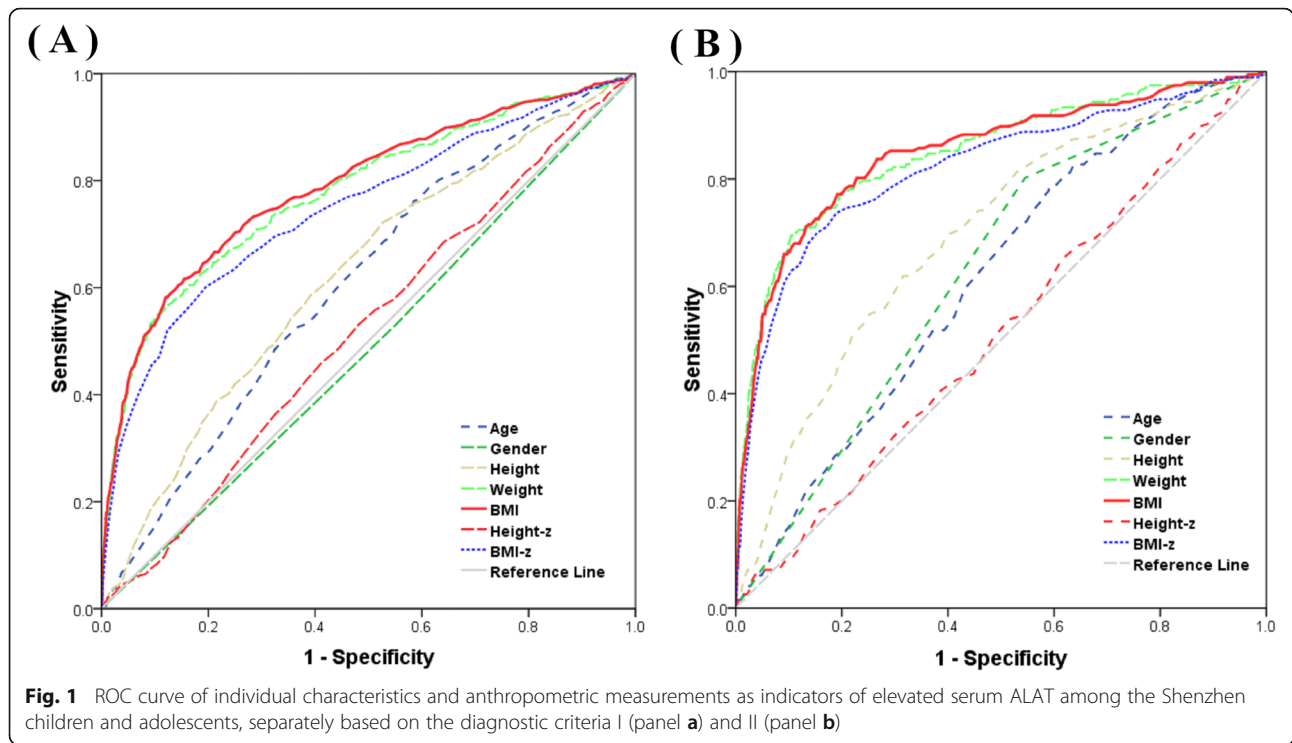 ( A )
1.0
0.8
0.6
0.4
0.2
0.0
Sensitivity
0.0 0.2 0.4 0.6 0.8 1.0
1 - Specificity
Age
Gender
Height
Weight
BMI
Height-z
BMI-z
Reference Line
( B )
1.0
0.8
0.6
0.4
0.2
0.0
Sensitivity
0.0 0.2 0.4 0.6 0.8 1.0
1 - Specificity
Age
Gender
Height
Weight
BMI
Height-z
BMI-z
Reference Line
Fig. 1 ROC curve of individual characteristics and anthropometric measurements as indicators of elevated serum ALAT among the Shenzhen
children and adolescents, separately based on the diagnostic criteria I (panel a) and II (panel b)